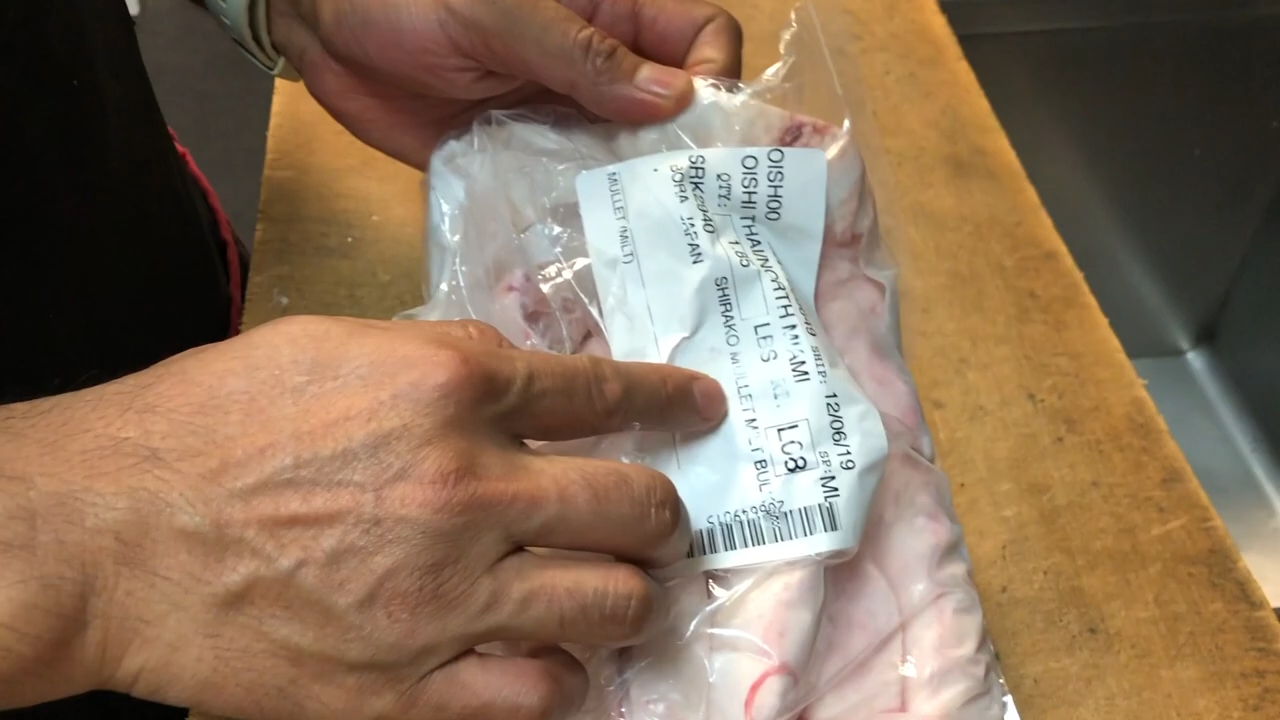 OISH00
OISHI THAI/NORTH MIAMI
SHIP: 12/06/19
QTY: 1.85 LBS
LC8
SP: ML
SRK2040
SHIRAKO MULLET MILT BUL
BORA JAPAN
MULLET (MILT)